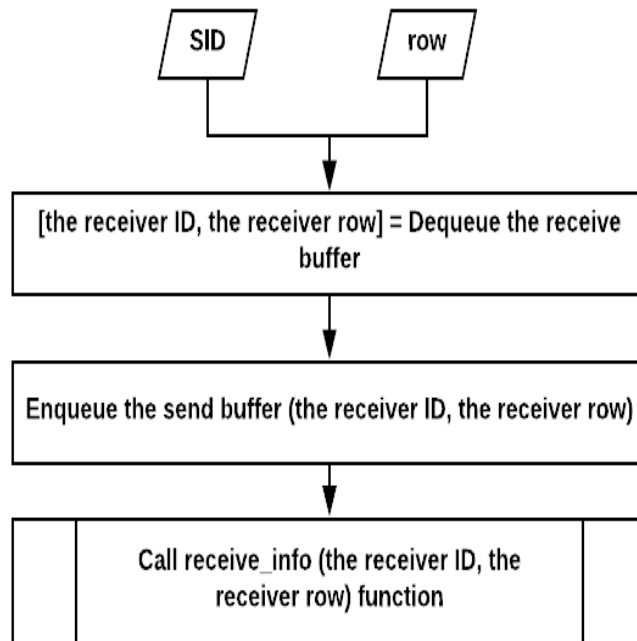 SID
row
[the receiver ID, the receiver row] = Dequeue the receive
buffer
Enqueue the send buffer (the receiver ID, the receiver row)
Call receive_info (the receiver ID, the
receiver row) function